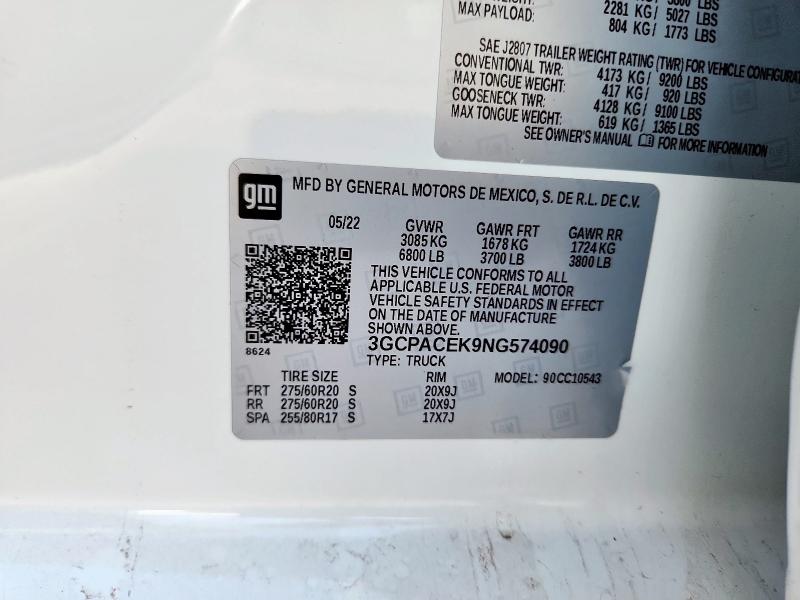 2281 KG/ 5027 LBS
MAX PAYLOAD:
804 KG/ 1773 LBS
SAE J2807 TRAILER WEIGHT RATING (TWR) FOR VEHICLE
CONVENTIONAL TWR: 4173 KG/ 9200 LBS
MAX TONGUE WEIGHT: 417 KG/ 920 LBS
GOOSENECK TWR: 4128 KG/ 9100 LBS
MAX TONGUE WEIGHT: 619 KG/ 1365 LBS
SEE OWNER'S MANUAL FOR MORE INFORMATION
gm MFD BY GENERAL MOTORS DE MEXICO, S. DE R.L. DE C.V.
05/22 GVWR GAWR FRT GAWR RR
3085 KG 1678 KG 1724 KG
6800 LB 3700 LB 3800 LB
THIS VEHICLE CONFORMS TO ALL
APPLICABLE U.S. FEDERAL MOTOR
VEHICLE SAFETY STANDARDS IN EFFECT
ON THE DATE OF MANUFACTURE
SHOWN ABOVE.
8624 3GCPACEK9NG574090
TYPE: TRUCK
TIRE SIZE RIM MODEL: 90CC10543
FRT 275/60R20 S 20X9J
RR 275/60R20 S 20X9J
SPA 255/80R17 S 17X7J